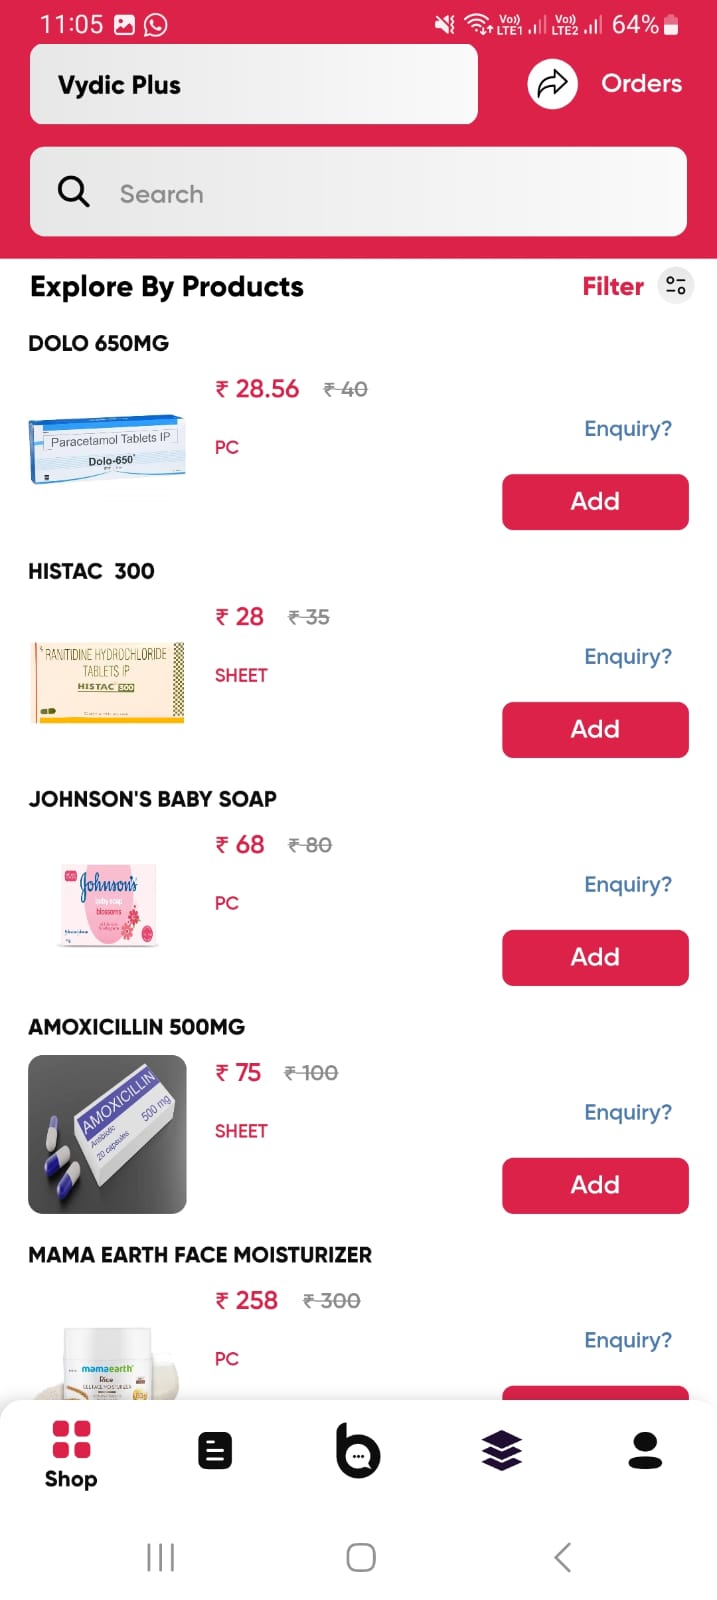 11:05
Vo))
LTE1
Vo))
LTE2
64%
Vydic Plus
Orders
Search
Explore By Products
Filter
DOLO 650MG
₹ 28.56 ₹ 40
Paracetamol Tablets IP
Dolo-650
PC
Enquiry?
Add
HISTAC 300
₹ 28 ₹ 35
RANITIDINE HYDROCHLORIDE
TABLETS IP
HISTAC 300
SHEET
Enquiry?
Add
JOHNSON'S BABY SOAP
₹ 68 ₹ 80
Johnson's
baby soap
blossoms
PC
Enquiry?
Add
AMOXICILLIN 500MG
₹ 75 ₹ 100
AMOXICILLIN
Antibiotic 500 mg
20 capsules
SHEET
Enquiry?
Add
MAMA EARTH FACE MOISTURIZER
₹ 258 ₹ 300
mamaearth
Rice
PC
Enquiry?
Shop